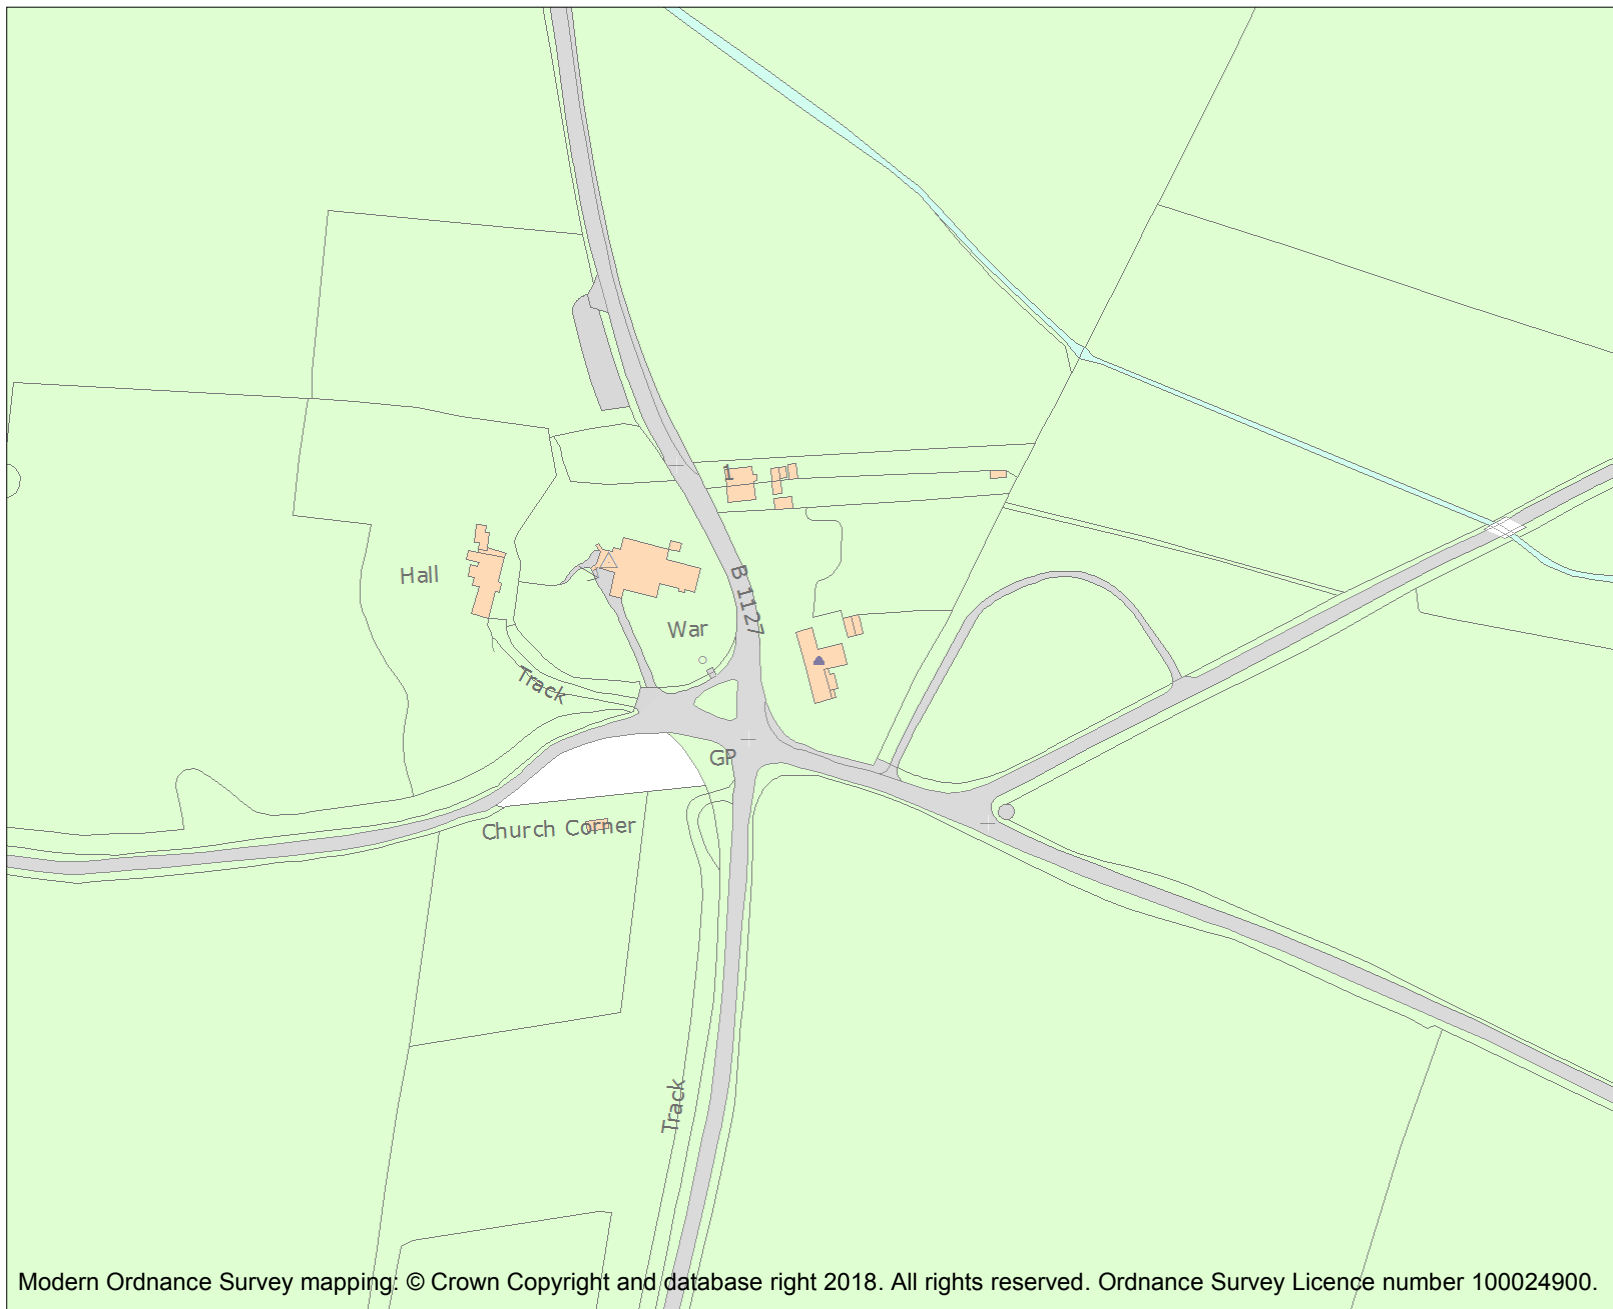 1
Hall
B 1127
War
Track
GP
Church Corner
Track
Modern Ordnance Survey mapping: © Crown Copyright and database right 2018. All rights reserved. Ordnance Survey Licence number 100024900.